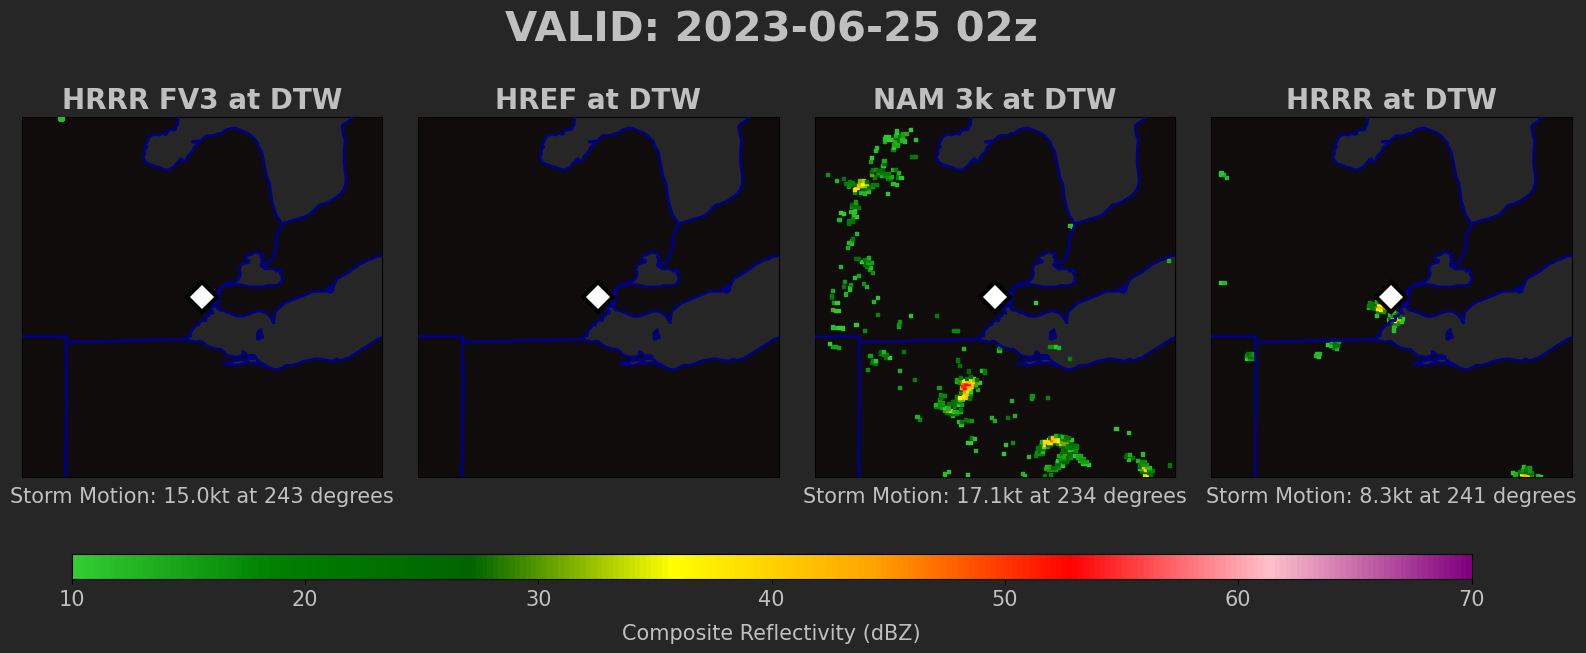 VALID: 2023-06-25 02z
HRRR FV3 at DTW
HREF at DTW
NAM 3k at DTW
HRRR at DTW
Storm Motion: 15.0kt at 243 degrees
Storm Motion: 17.1kt at 234 degrees
Storm Motion: 8.3kt at 241 degrees
10 20 30 40 50 60 70
Composite Reflectivity (dBZ)